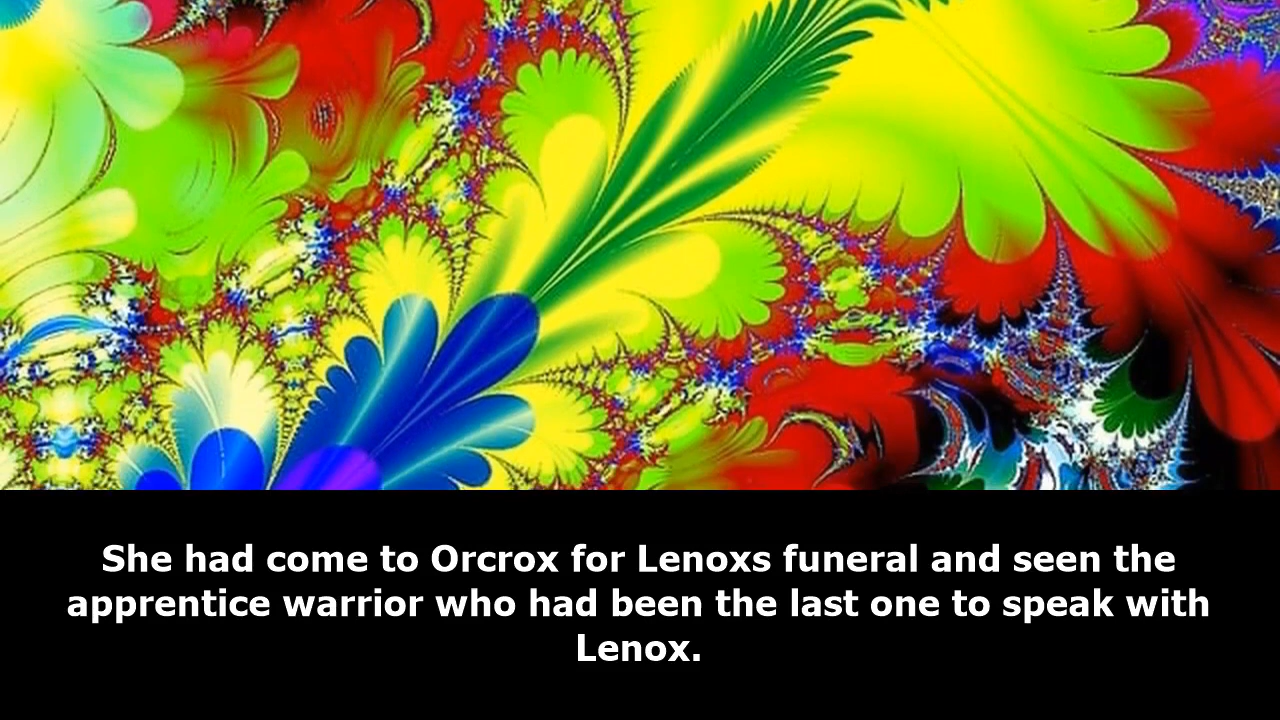 She had come to Orcrox for Lenoxs funeral and seen the
apprentice warrior who had been the last one to speak with
Lenox.